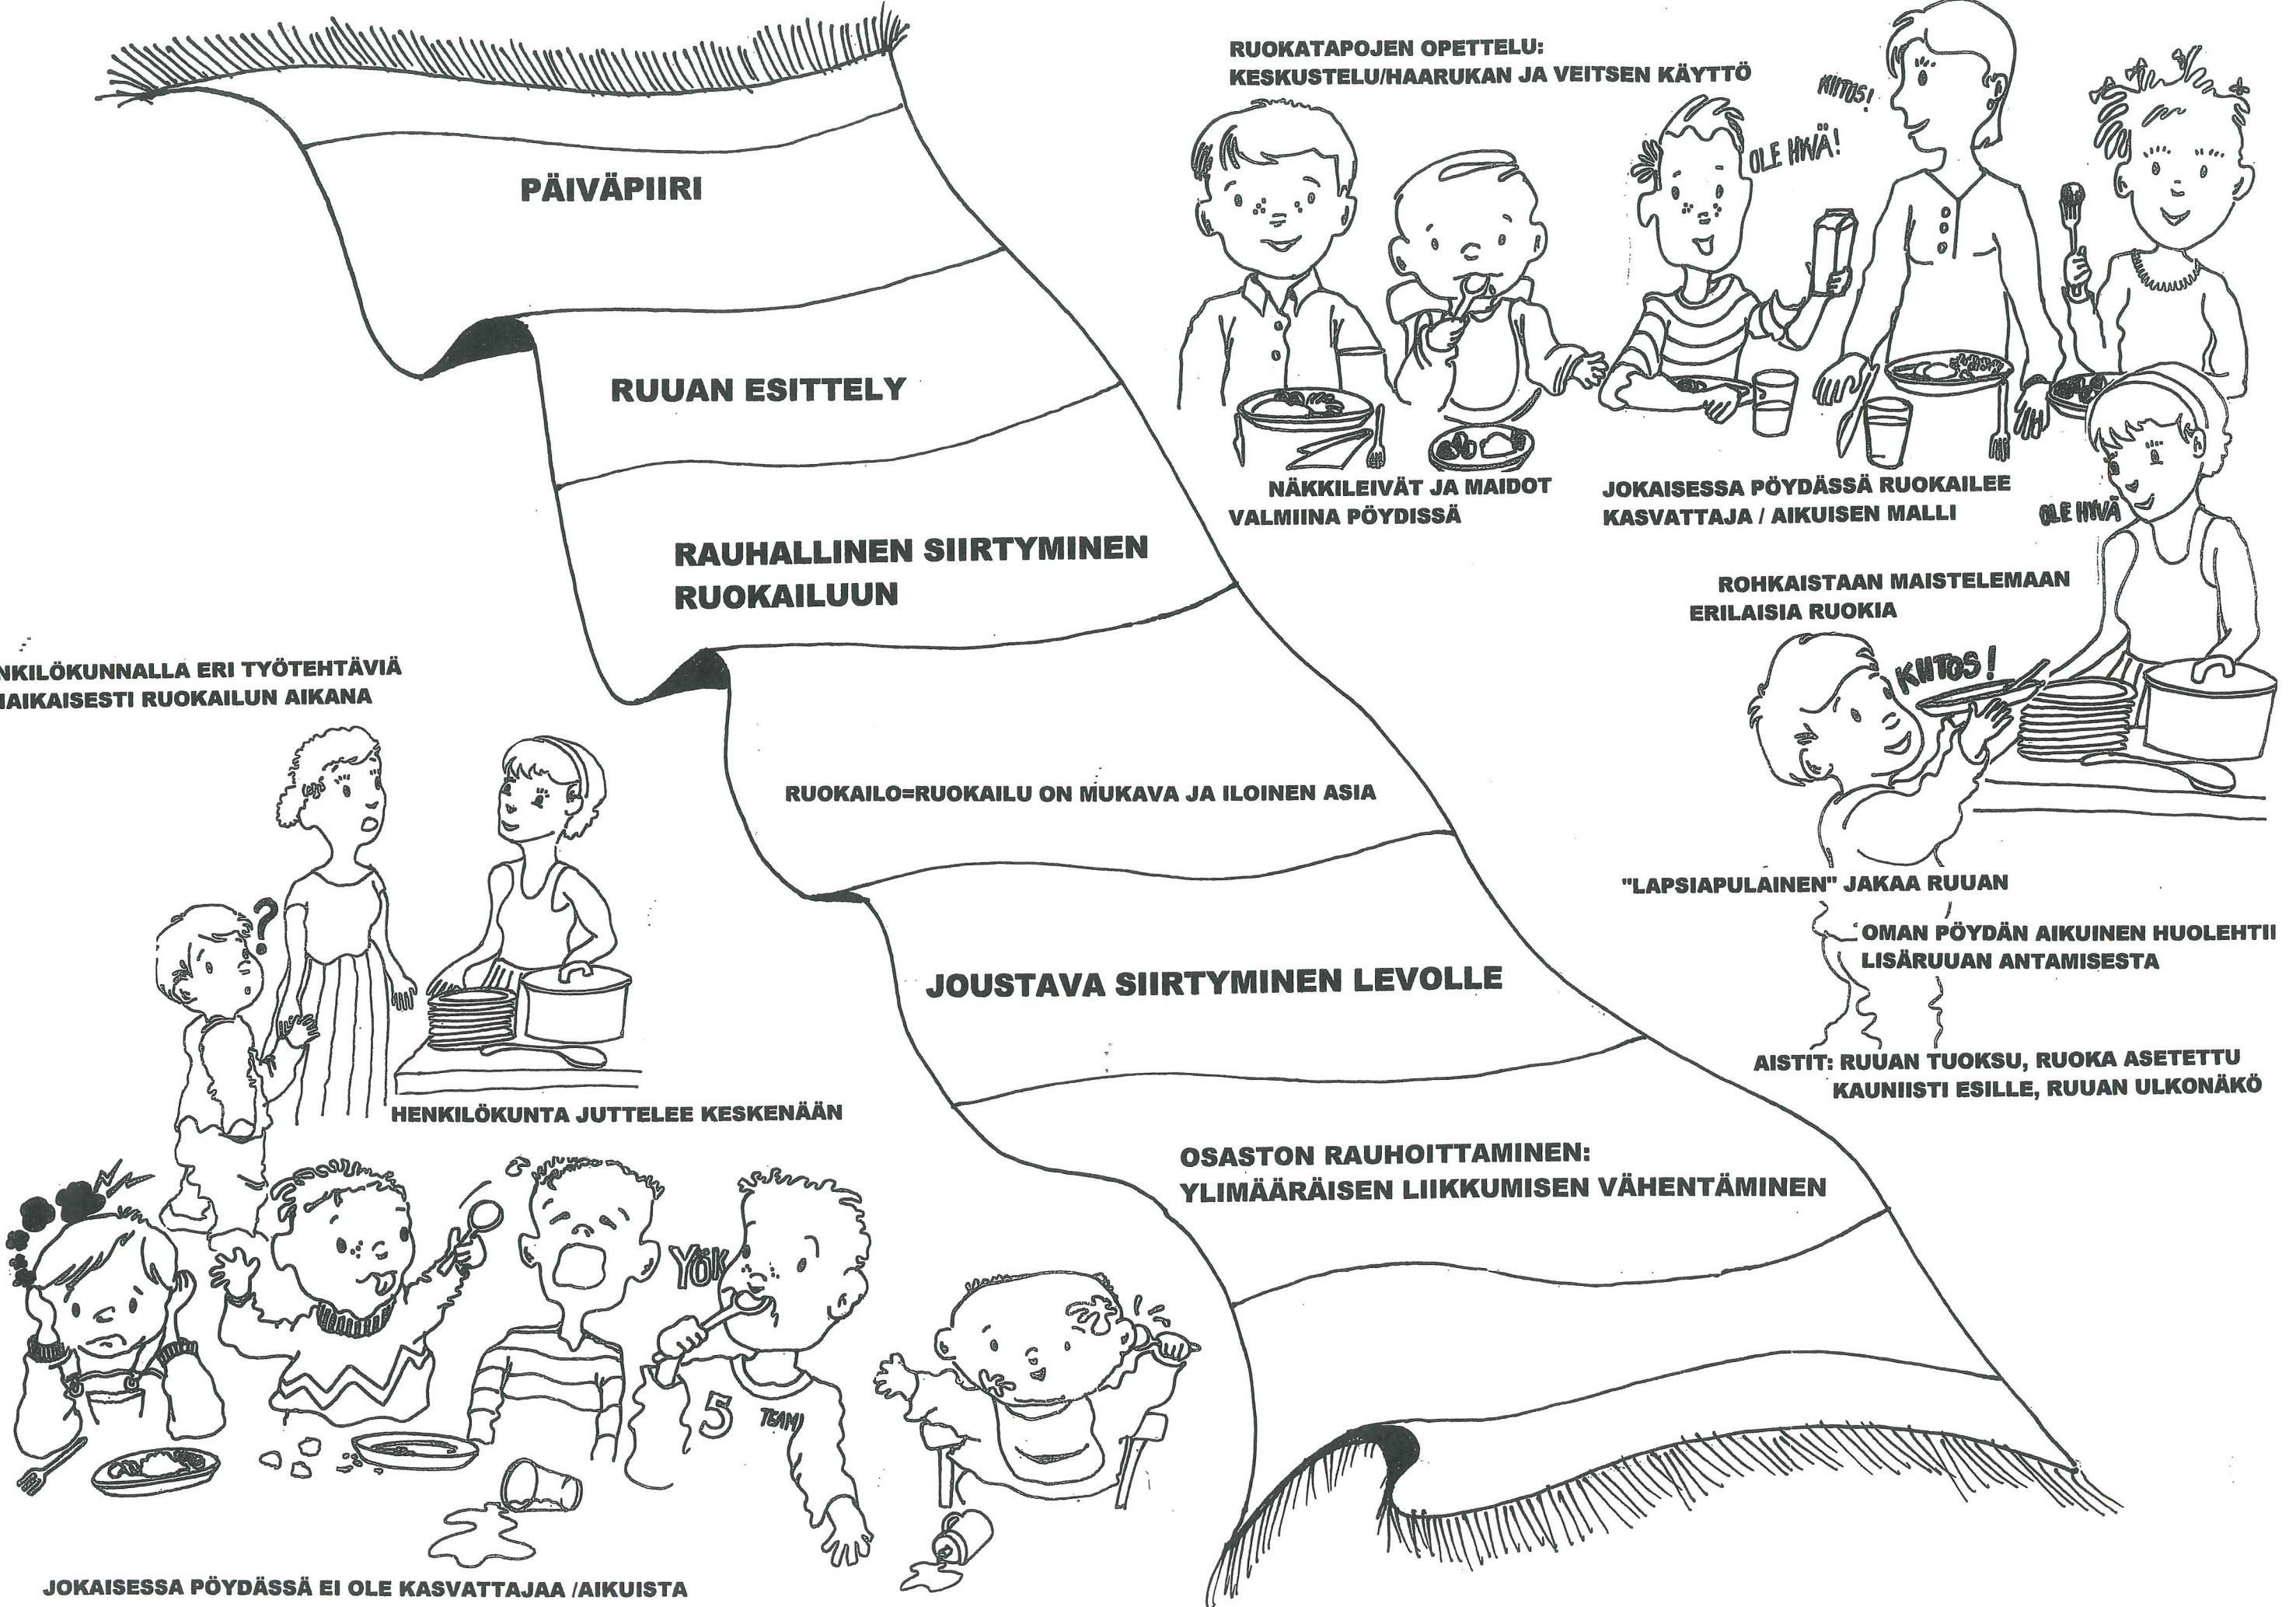 PÄIVÄPIIRI
RUUAN ESITTELY
RAUHALLINEN SIIRTYMINEN
RUOKAILUUN
RUOKAILO=RUOKAILU ON MUKAVA JA ILOINEN ASIA
JOUSTAVA SIIRTYMINEN LEVOLLE
OSASTON RAUHOITTAMINEN:
YLIMÄÄRÄISEN LIIKKUMISEN VÄHENTÄMINEN
RUOKATAPOJEN OPETTELU:
KESKUSTELU/HAARUKAN JA VEITSEN KÄYTTÖ
KIITOS!
OLE HYVÄ!
NÄKKILEIVÄT JA MAIDOT
VALMIINA PÖYDISSÄ
JOKAISESSA PÖYDÄSSÄ RUOKAILEE
KASVATTAJA / AIKUISEN MALLI
OLE HYVÄ
ROHKAISTAAN MAISTELEMAAN
ERILAISIA RUOKIA
KIITOS!
"LAPSIAPULAINEN" JAKAA RUUAN
OMAN PÖYDÄN AIKUINEN HUOLEHTII
LISÄRUUAN ANTAMISESTA
AISTIT: RUUAN TUOKSU, RUOKA ASETETTU
KAUNIISTI ESILLE, RUUAN ULKONÄKÖ
NKILÖKUNNALLA ERI TYÖTEHTÄVIÄ
AIKAISESTI RUOKAILUN AIKANA
?
HENKILÖKUNTA JUTTELEE KESKENÄÄN
YÖK
5 TEAM
JOKAISESSA PÖYDÄSSÄ EI OLE KASVATTAJAA /AIKUISTA